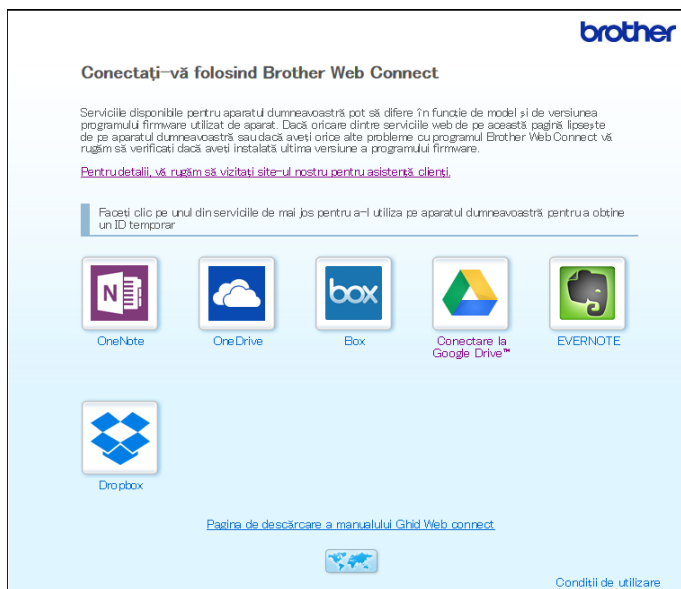 brother
Conectați-vă folosind Brother Web Connect
Serviciile disponibile pentru aparatul dumneavoastră pot să difere în funcție de model și de versiunea
programului firmware utilizat de aparat. Dacă oricare dintre serviciile web de pe această pagină lipsește
de pe aparatul dumneavoastră sau dacă aveți orice alte probleme cu programul Brother Web Connect vă
rugăm să verificați dacă aveți instalată ultima versiune a programului firmware.
Pentru detalii, vă rugăm să vizitați site-ul nostru pentru asistență clienți.
Faceți clic pe unul din serviciile de mai jos pentru a-l utiliza pe aparatul dumneavoastră pentru a obține
un ID temporar
N
box
OneNote
OneDrive
Box
Conectare la
Google Drive™
EVERNOTE
Dropbox
Pagina de descărcare a manualului Ghid Web connect
Condiții de utilizare